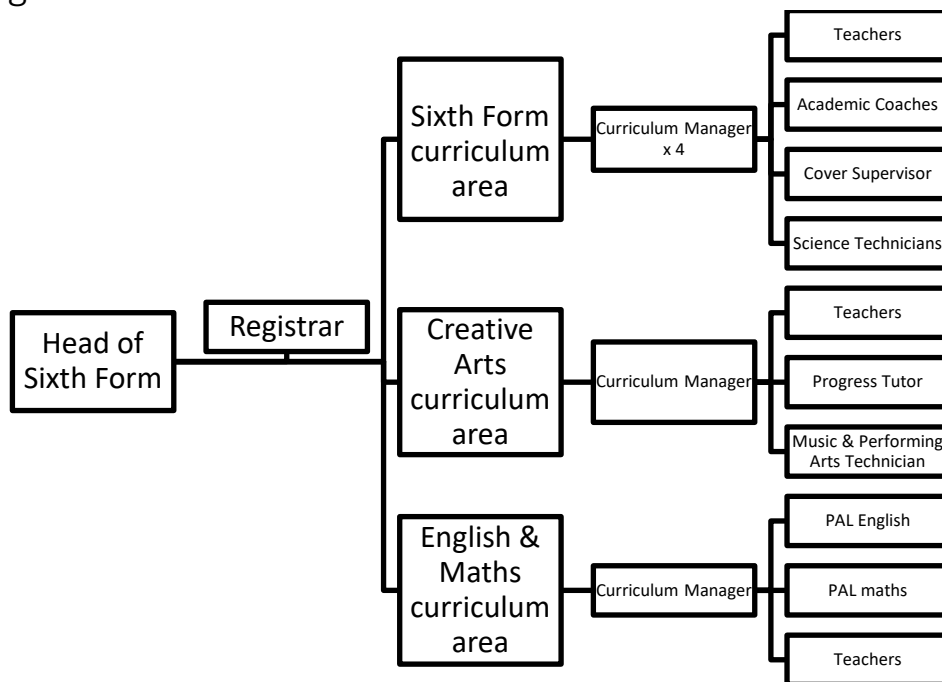 Head of
Sixth Form
Registrar
Sixth Form
curriculum
area
Curriculum Manager
x 4
Teachers
Academic Coaches
Cover Supervisor
Science Technicians
Creative
Arts
curriculum
area
Curriculum Manager
Teachers
Progress Tutor
Music & Performing
Arts Technician
English &
Maths
curriculum
area
Curriculum Manager
PAL English
PAL maths
Teachers